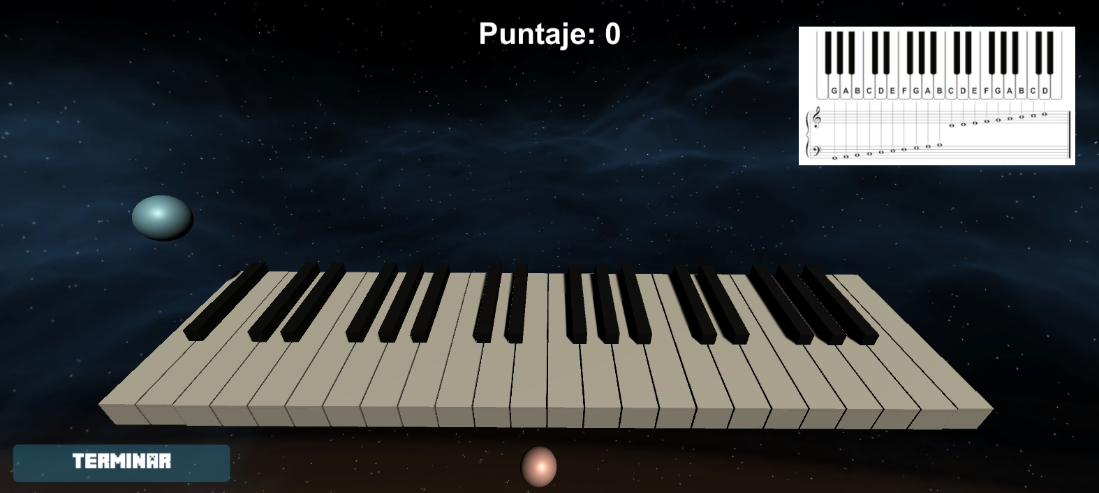 Puntaje: 0
G A B C D E F G A B C D E F G A B C D
TERMINAR